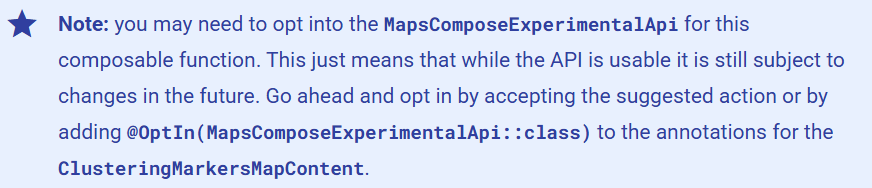 Note: you may need to opt into the MapsComposeExperimentalApi for this
composable function. This just means that while the API is usable it is still subject to
changes in the future. Go ahead and opt in by accepting the suggested action or by
adding @OptIn(MapsComposeExperimentalApi::class) to the annotations for the
ClusteringMarkersMapContent.